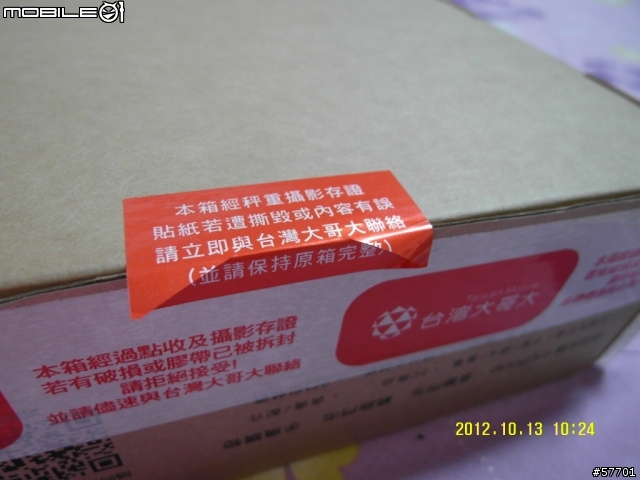 MOBILE01
本箱經秤重攝影存證
貼紙若遭撕毀或內容有誤
請立即與台灣大哥大聯絡
(並請保持原箱完整)
Taiwan Mobile
台灣大哥大
本箱經過點收及攝影存證
若有破損或膠帶已被拆封
請拒絕接受!
並請儘速與台灣大哥大聯絡
2012.10.13 10:24
#57701